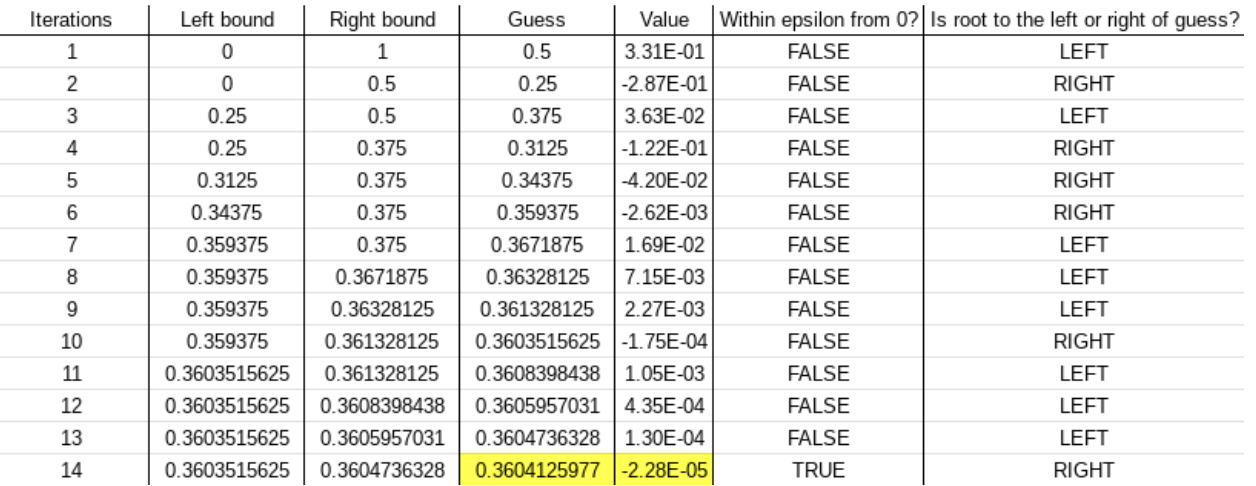 Iterations Left bound Right bound Guess Value Within epsilon from 0? Is root to the left or right of guess?
1 0 1 0.5 3.31E-01 FALSE LEFT
2 0 0.5 0.25 -2.87E-01 FALSE RIGHT
3 0.25 0.5 0.375 3.63E-02 FALSE LEFT
4 0.25 0.375 0.3125 -1.22E-01 FALSE RIGHT
5 0.3125 0.375 0.34375 -4.20E-02 FALSE RIGHT
6 0.34375 0.375 0.359375 -2.62E-03 FALSE RIGHT
7 0.359375 0.375 0.3671875 1.69E-02 FALSE LEFT
8 0.359375 0.3671875 0.36328125 7.15E-03 FALSE LEFT
9 0.359375 0.36328125 0.361328125 2.27E-03 FALSE LEFT
10 0.359375 0.361328125 0.3603515625 -1.75E-04 FALSE RIGHT
11 0.3603515625 0.361328125 0.3608398438 1.05E-03 FALSE LEFT
12 0.3603515625 0.3608398438 0.3605957031 4.35E-04 FALSE LEFT
13 0.3603515625 0.3605957031 0.3604736328 1.30E-04 FALSE LEFT
14 0.3603515625 0.3604736328 0.3604125977 -2.28E-05 TRUE RIGHT